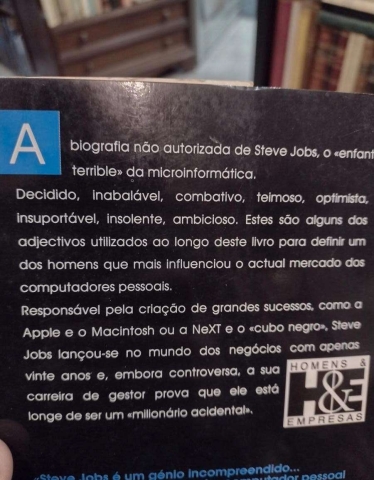 A
biografia não autorizada de Steve Jobs, o «enfant
terrible» da microinformática.
Decidido, inabalável, combativo, teimoso, optimista,
insuportável, insolente, ambicioso. Estes são alguns dos
adjectivos utilizados ao longo deste livro para definir um
dos homens que mais influenciou o actual mercado dos
computadores pessoais.
Responsável pela criação de grandes sucessos, como a
Apple e o Macintosh ou a NeXT e o «cubo negro», Steve
Jobs lançou-se no mundo dos negócios com apenas
vinte anos e, embora controversa, a sua
carreira de gestor prova que ele está
longe de ser um «milionário acidental».
HOMENS &
H&E
EMPRESAS
«Steve Jobs é um génio incompreendido...
computador pessoal